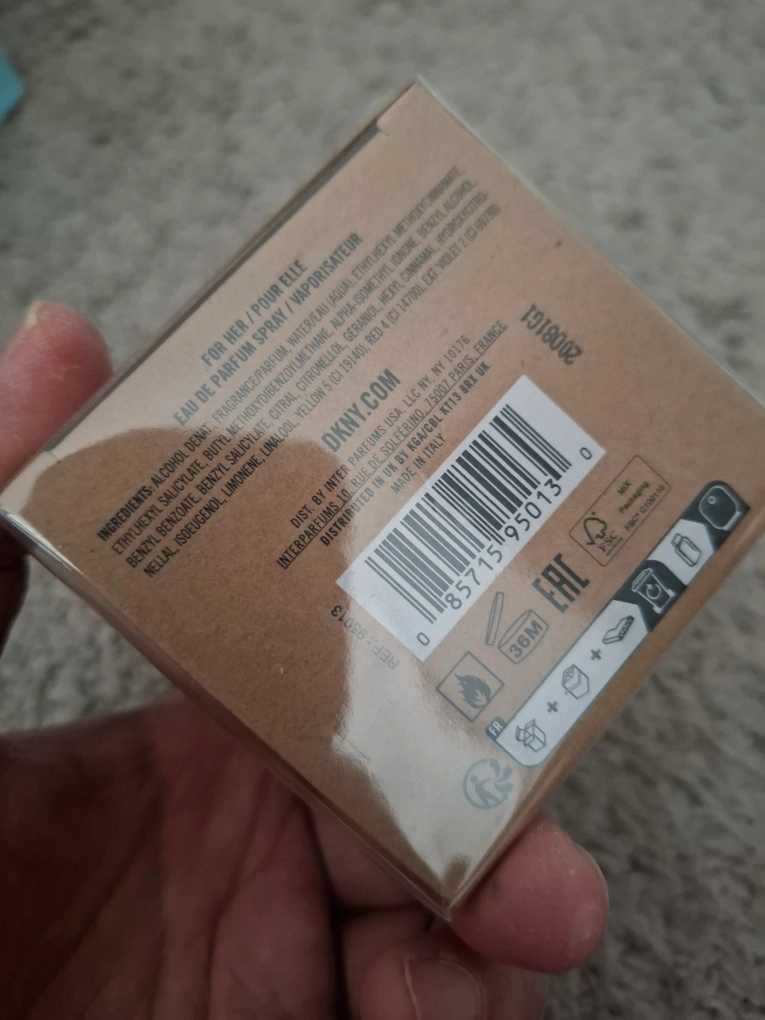 FOR HER / POUR ELLE
EAU DE PARFUM SPRAY / VAPORISATEUR
INGREDIENTS: ALCOHOL DENAT., FRAGRANCE/PARFUM, WATER/EAU (AQUA), ETHYLHEXYL METHOXYCINNAMATE,
ETHYLHEXYL SALICYLATE, BUTYL METHOXYDIBENZOYLMETHANE, ALPHA-ISOMETHYL IONONE, BENZYL ALCOHOL,
BENZYL BENZOATE, BENZYL SALICYLATE, CITRAL, CITRONELLOL, GERANIOL, HEXYL CINNAMAL, HYDROXYCITRO-
NELLAL, ISOEUGENOL, LIMONENE, LINALOOL, YELLOW 5 (CI 19140), RED 4 (CI 14700), EXT. VIOLET 2 (CI 60730)
DKNY.COM
DIST. BY INTER PARFUMS USA, LLC NY, NY 10176
INTERPARFUMS 10, RUE DE SOLFERINO, 75007 PARIS, FRANCE
DISTRIBUTED IN UK BY KGA/CBL KT13 8RX UK
MADE IN ITALY
20081G1
0 85715 95013 0
REF.: 95013
36M
EAC
FSC
MIX
Packaging
FSC® C100110
FR
+
+